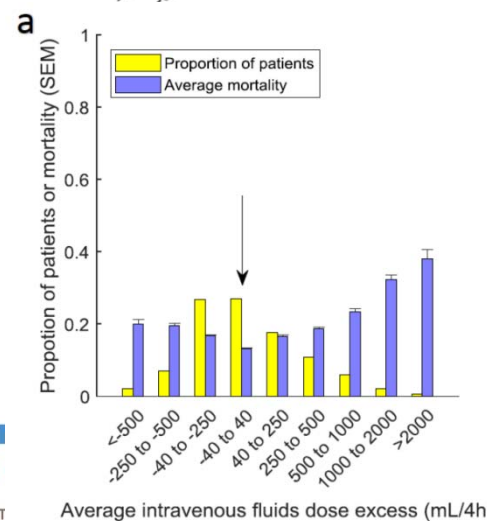 a
Propotion of patients or mortality (SEM)
1
0.8
0.6
0.4
0.2
0
Proportion of patients
Average mortality
<-500
-250 to -500
-40 to -250
-40 to 40
40 to 250
250 to 500
500 to 1000
1000 to 2000
>2000
Average intravenous fluids dose excess (mL/4h